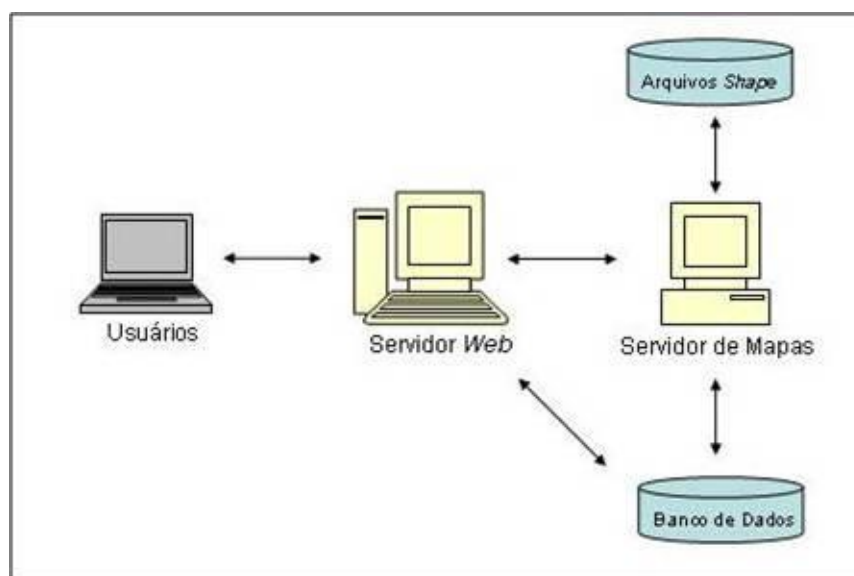 Arquivos Shape
Usuários
Servidor Web
Servidor de Mapas
Banco de Dados